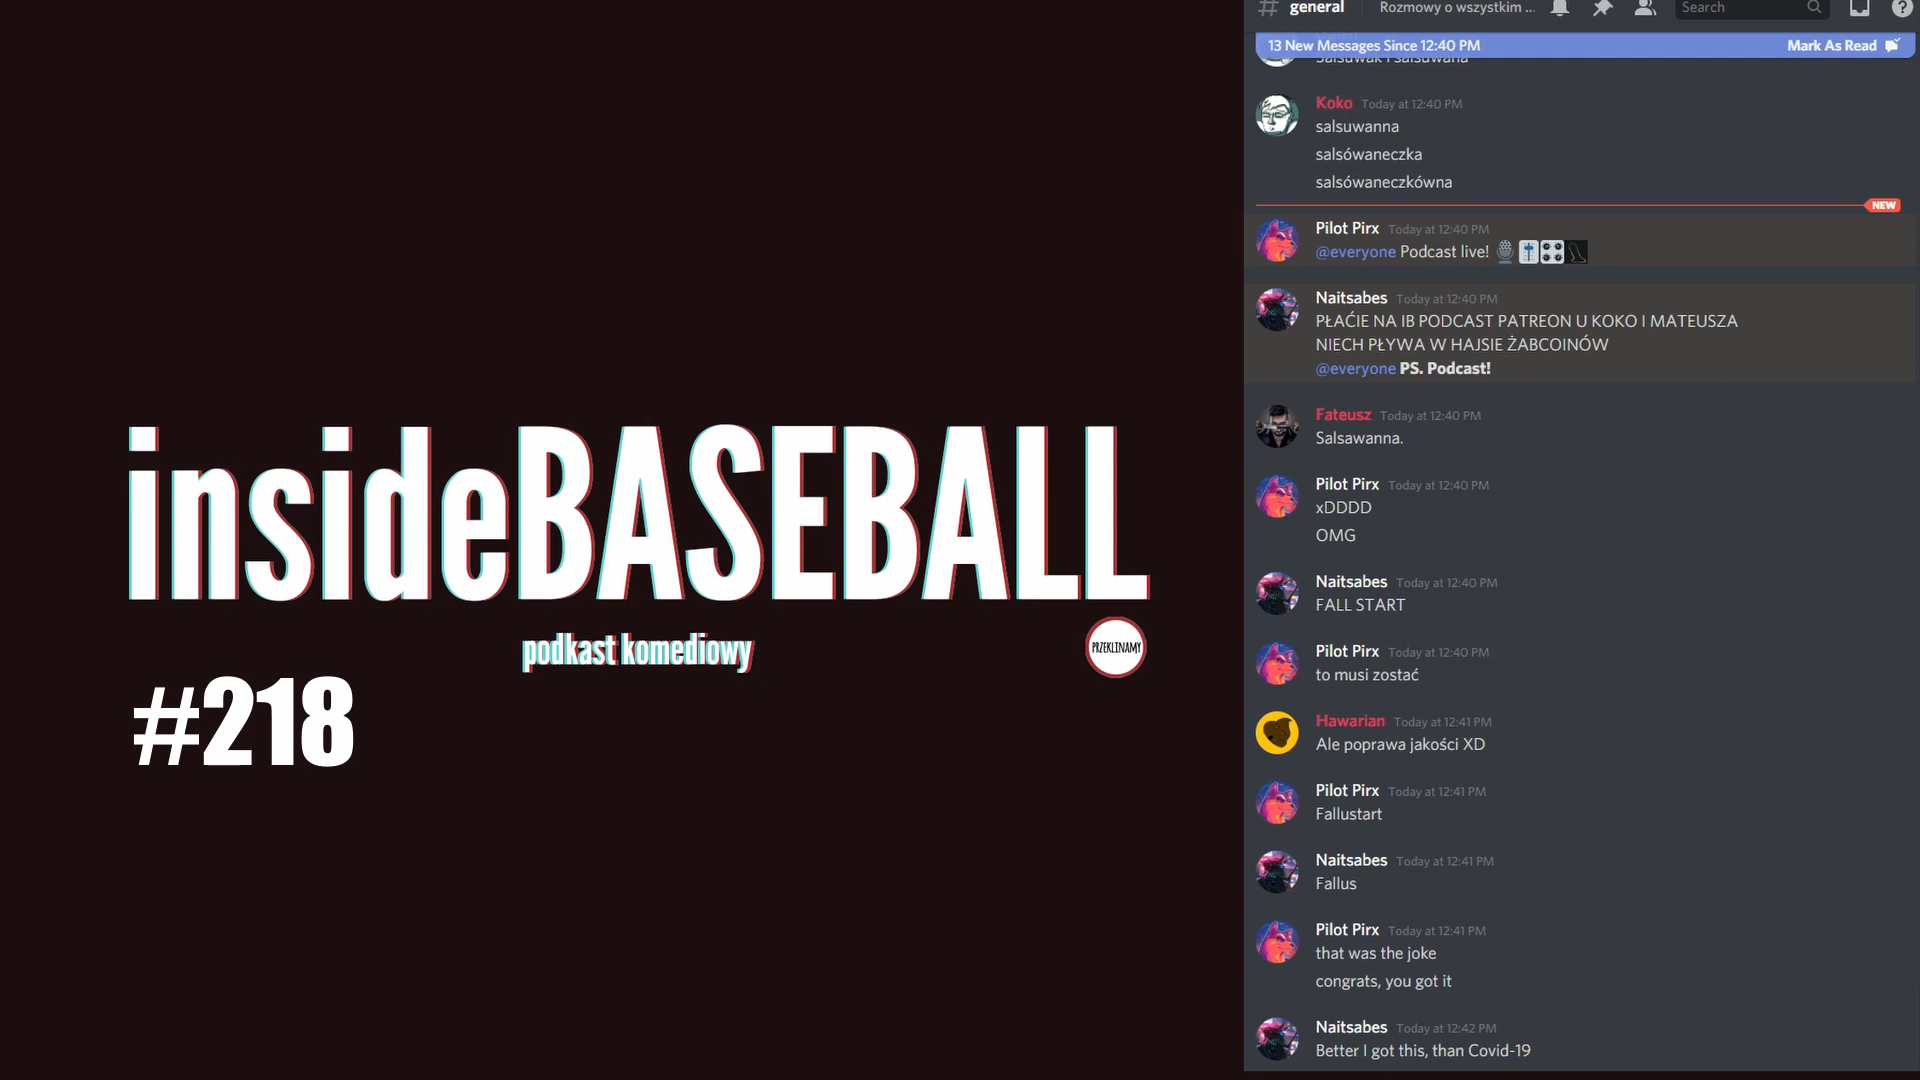 insideBASEBALL
podkast komediowy
PRZEKLINAMY
#218
# general
Rozmowy o wszystkim ...
Search
13 New Messages Since 12:40 PM
Mark As Read
Salsuwak i salsuwana
Koko Today at 12:40 PM
salsuwanna
salsówaneczka
salsówaneczkówna
NEW
Pilot Pirx Today at 12:40 PM
@everyone Podcast live!
Naitsabes Today at 12:40 PM
PŁAĆIE NA IB PODCAST PATREON U KOKO I MATEUSZA
NIECH PŁYWA W HAJSIE ŻABCOINÓW
@everyone PS. Podcast!
Fateusz Today at 12:40 PM
Salsawanna.
Pilot Pirx Today at 12:40 PM
xDDDD
OMG
Naitsabes Today at 12:40 PM
FALL START
Pilot Pirx Today at 12:40 PM
to musi zostać
Hawarian Today at 12:41 PM
Ale poprawa jakości XD
Pilot Pirx Today at 12:41 PM
Fallustart
Naitsabes Today at 12:41 PM
Fallus
Pilot Pirx Today at 12:41 PM
that was the joke
congrats, you got it
Naitsabes Today at 12:42 PM
Better I got this, than Covid-19